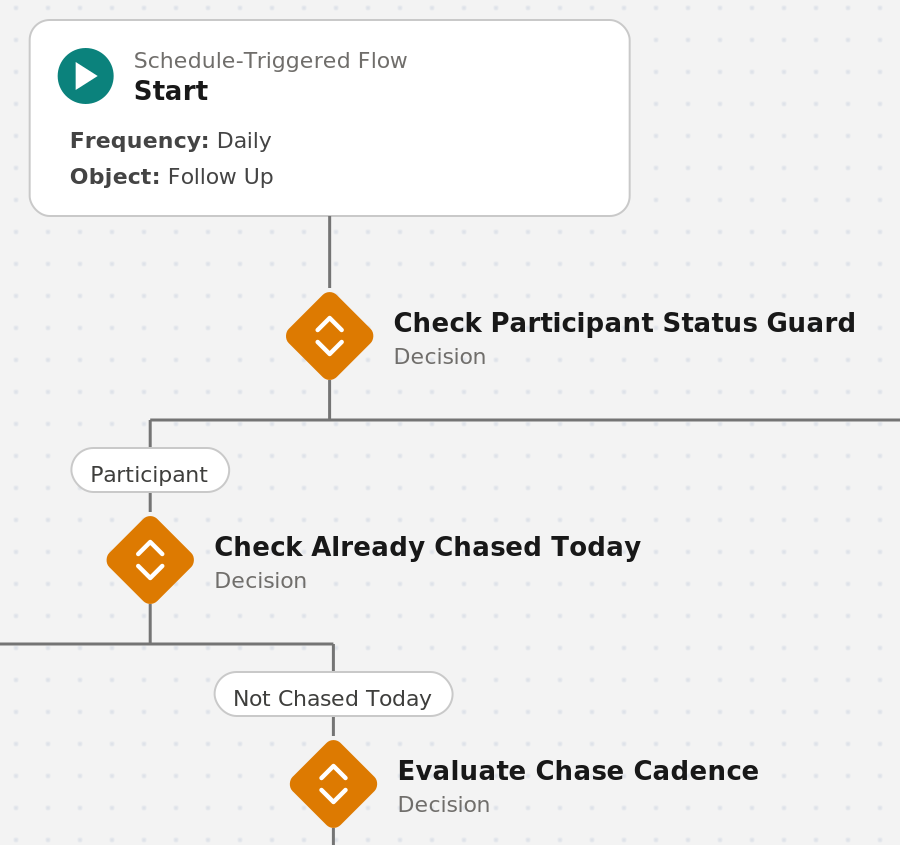 Schedule-Triggered Flow
Start
Frequency: Daily
Object: Follow Up
Check Participant Status Guard
Decision
Participant
Check Already Chased Today
Decision
Not Chased Today
Evaluate Chase Cadence
Decision